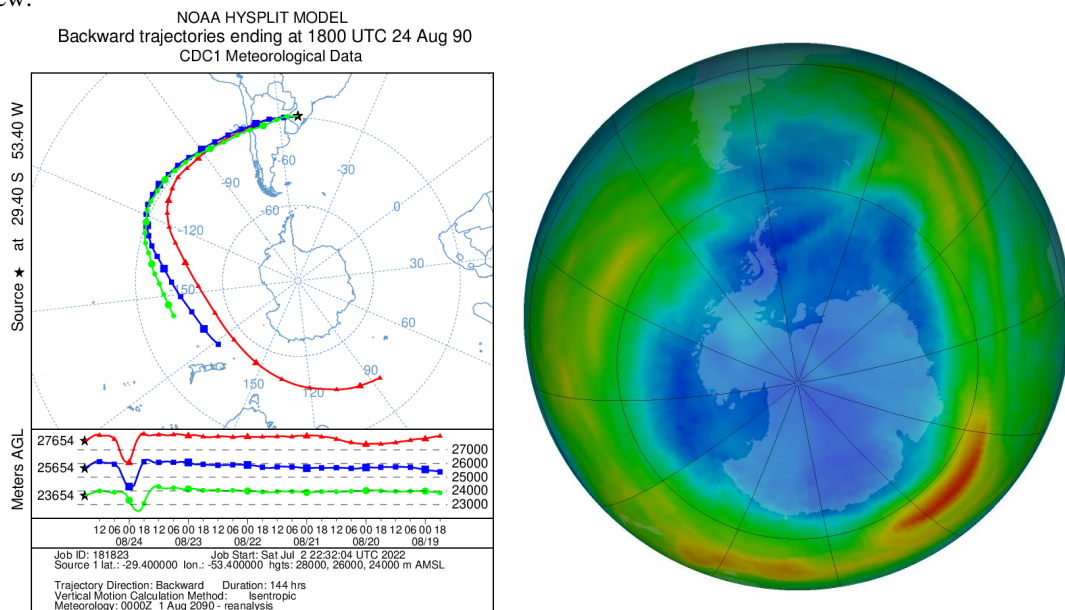 ew.
NOAA HYSPLIT MODEL
Backward trajectories ending at 1800 UTC 24 Aug 90
CDC1 Meteorological Data
Source ★ at 29.40 S 53.40 W
-30
-60
-90
-30
0
-60
-120
30
-150
60
90
150
120
Meters AGL
27654
25654
23654
27000
26000
25000
24000
23000
12 06 00 18 12 06 00 18 12 06 00 18 12 06 00 18 12 06 00 18 12 06 00 18
08/24 08/23 08/22 08/21 08/20 08/19
Job ID: 181823 Job Start: Sat Jul 2 22:32:04 UTC 2022
Source 1 lat.: -29.400000 lon.: -53.400000 hgts: 28000, 26000, 24000 m AMSL
Trajectory Direction: Backward Duration: 144 hrs
Vertical Motion Calculation Method: Isentropic
Meteorology: 0000Z 1 Aug 2090 - reanalysis